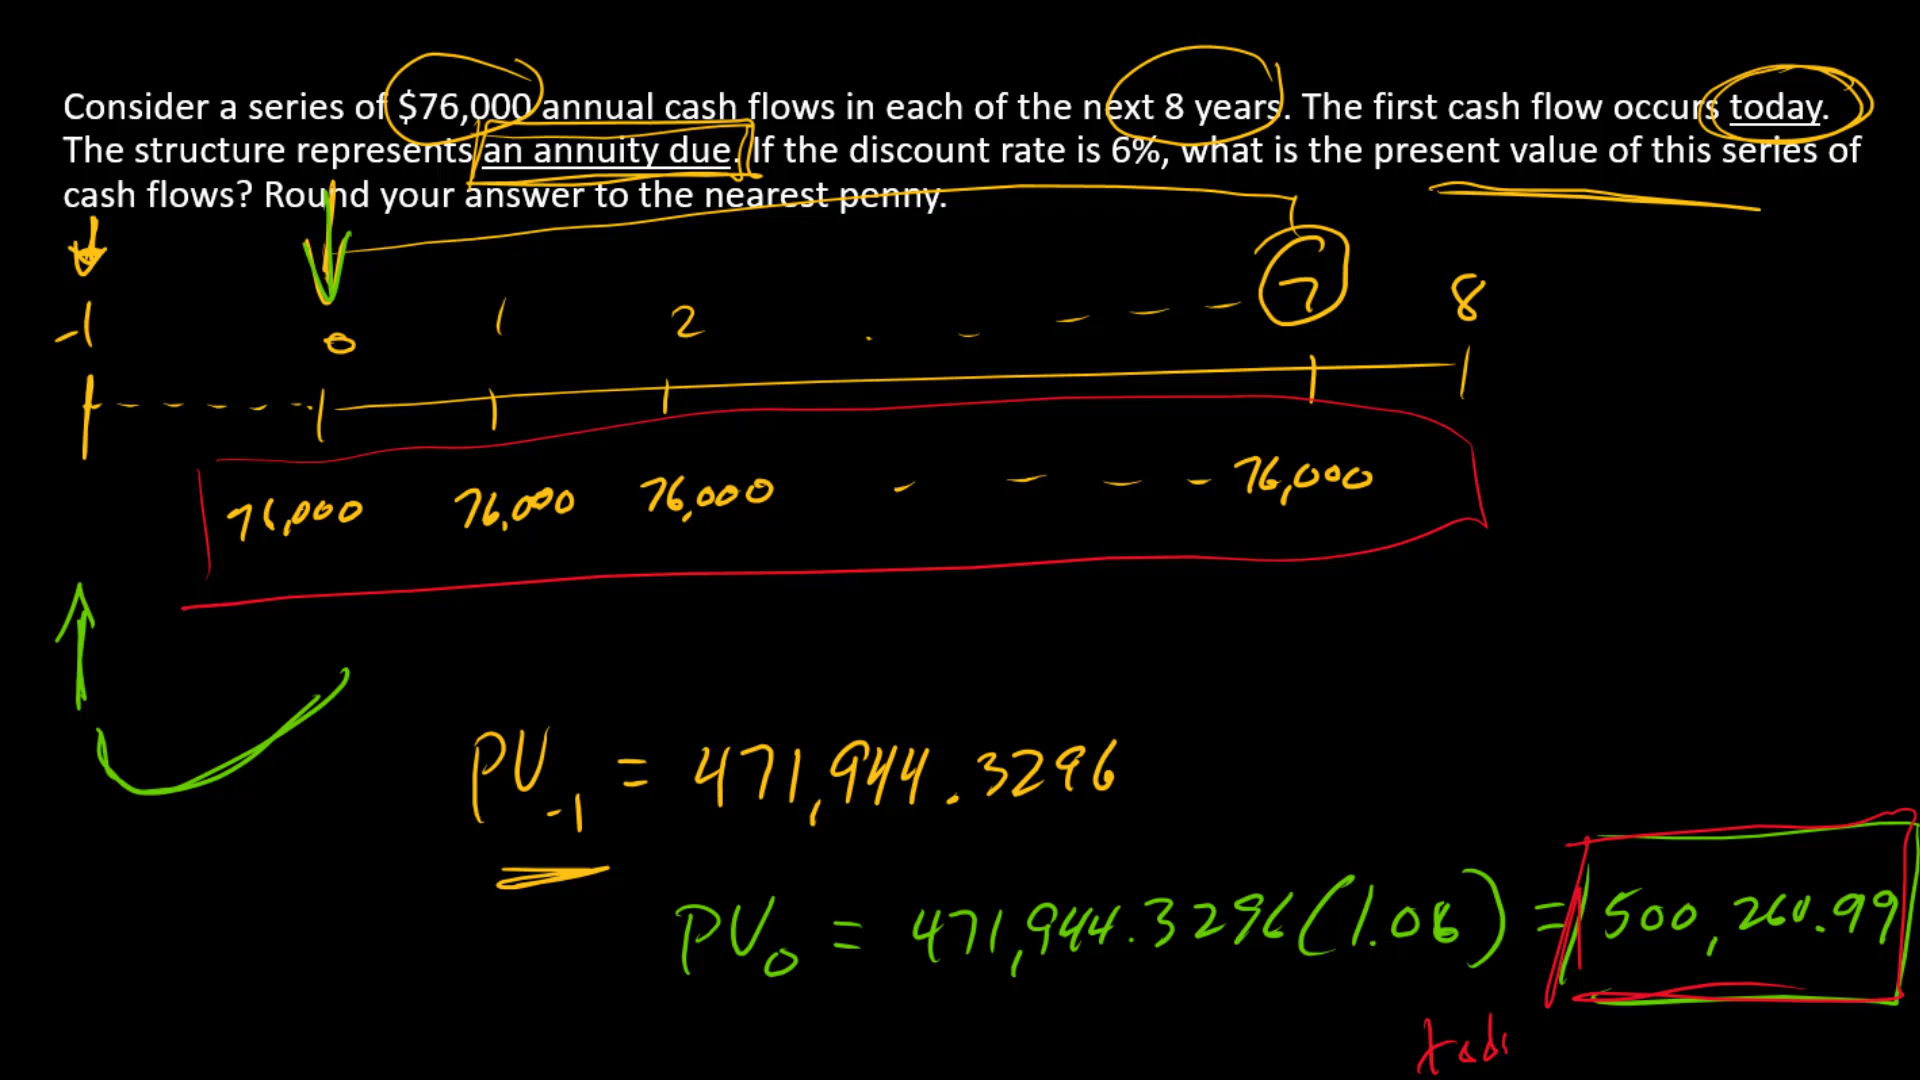 Consider a series of $76,000 annual cash flows in each of the next 8 years. The first cash flow occurs today.
The structure represents an annuity due. If the discount rate is 6%, what is the present value of this series of
cash flows? Round your answer to the nearest penny.
-1 0 1 2 . - - - - 7 8
76,000 76,000 76,000 - - - - 76,000
PV-1 = 471,944.3296
PV0 = 471,944.3296(1.06) = 500,260.99